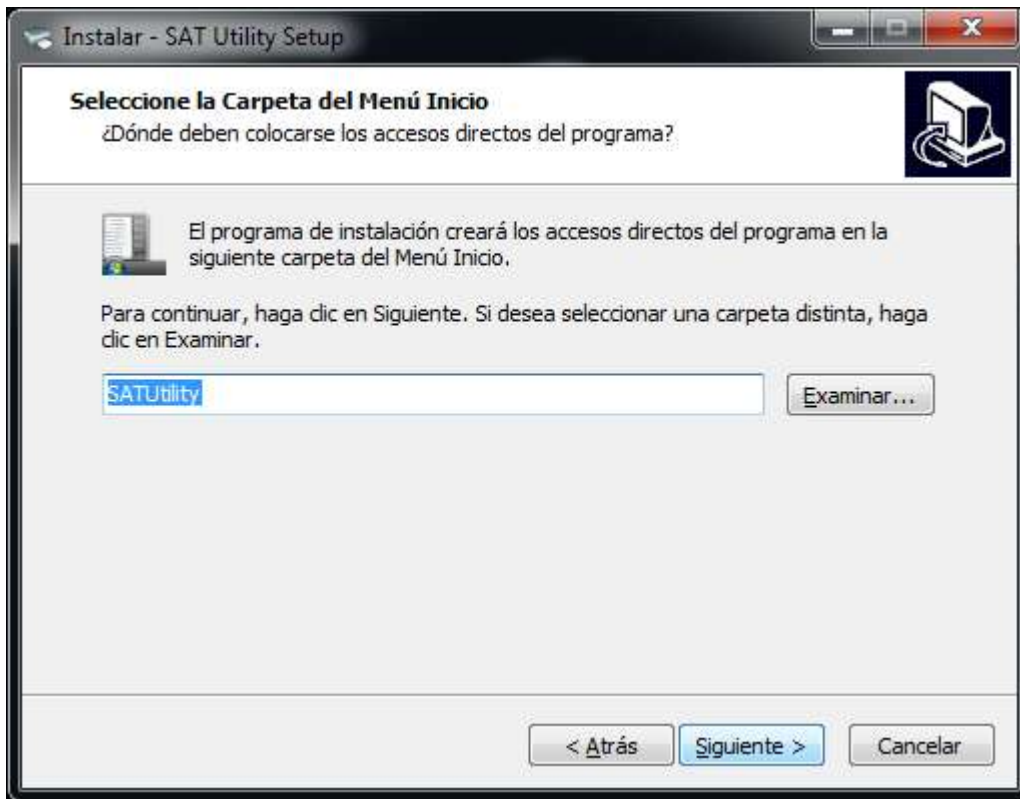 Instalar - SAT Utility Setup
Seleccione la Carpeta del Menú Inicio
¿Dónde deben colocarse los accesos directos del programa?
El programa de instalación creará los accesos directos del programa en la
siguiente carpeta del Menú Inicio.
Para continuar, haga clic en Siguiente. Si desea seleccionar una carpeta distinta, haga
clic en Examinar.
SATUtility
Examinar...
< Atrás
Siguiente >
Cancelar